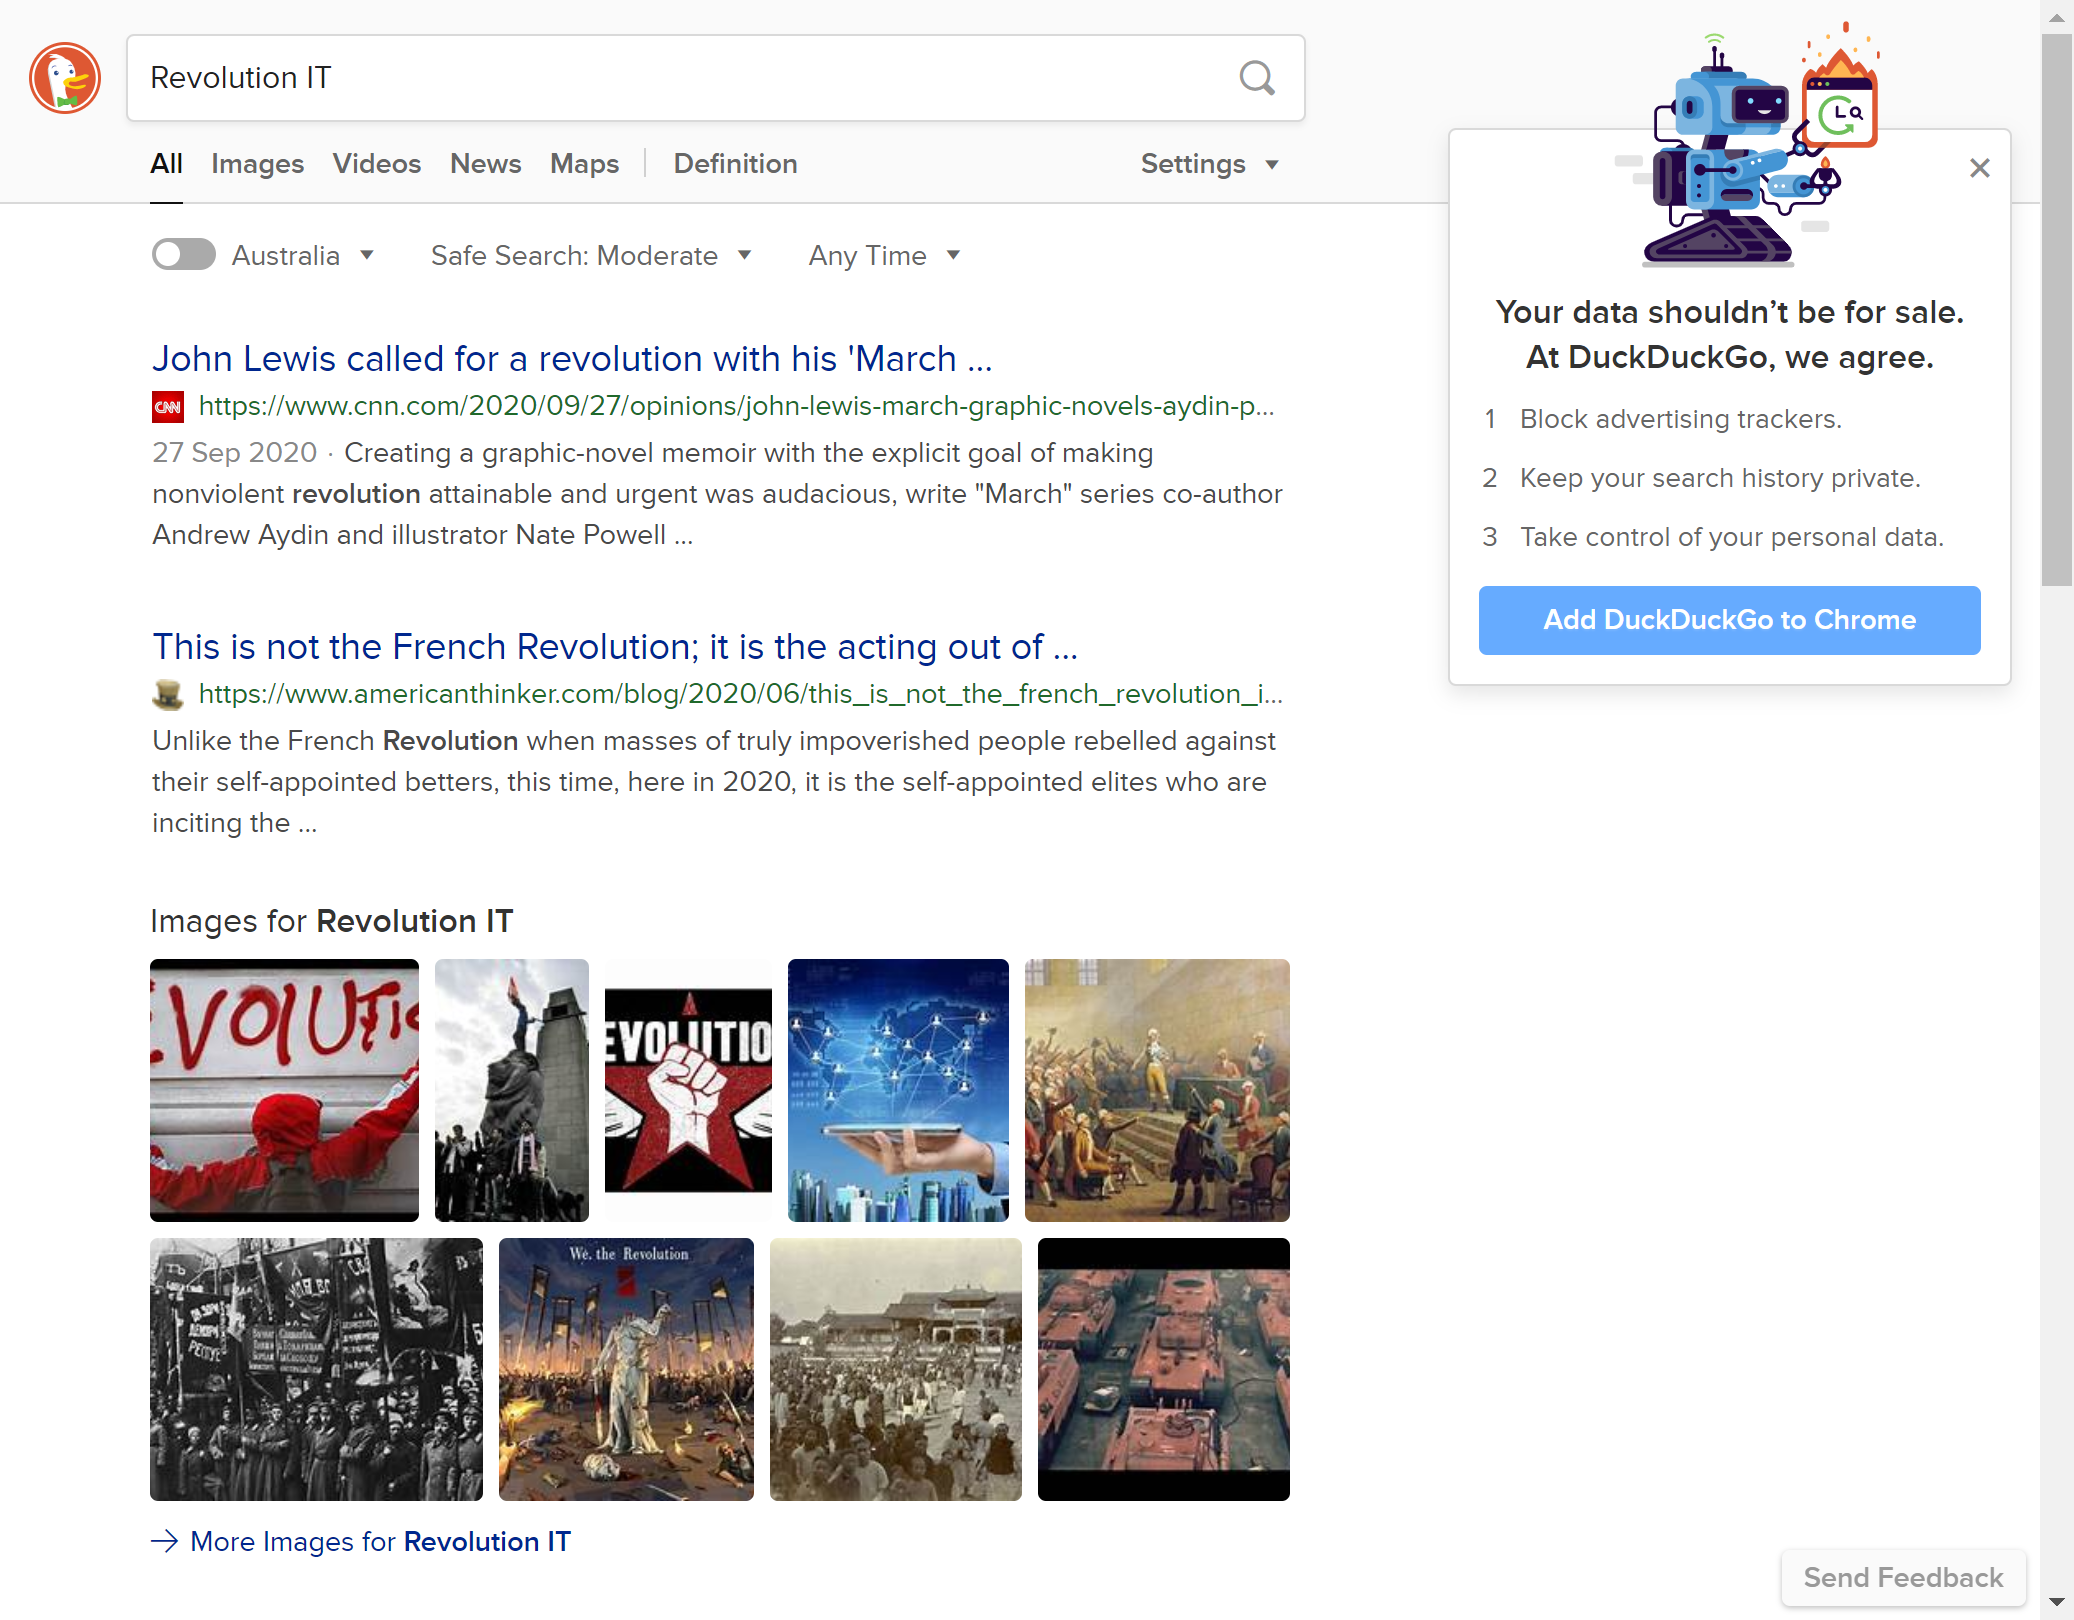 Revolution IT
All Images Videos News Maps Definition Settings
Australia Safe Search: Moderate Any Time
John Lewis called for a revolution with his 'March ...
CNN https://www.cnn.com/2020/09/27/opinions/john-lewis-march-graphic-novels-aydin-p...
27 Sep 2020 · Creating a graphic-novel memoir with the explicit goal of making
nonviolent revolution attainable and urgent was audacious, write "March" series co-author
Andrew Aydin and illustrator Nate Powell ...
This is not the French Revolution; it is the acting out of ...
https://www.americanthinker.com/blog/2020/06/this_is_not_the_french_revolution_i...
Unlike the French Revolution when masses of truly impoverished people rebelled against
their self-appointed betters, this time, here in 2020, it is the self-appointed elites who are
inciting the ...
Images for Revolution IT
EVOLUTIO
We. the Revolution
More Images for Revolution IT
Your data shouldn’t be for sale.
At DuckDuckGo, we agree.
1 Block advertising trackers.
2 Keep your search history private.
3 Take control of your personal data.
Add DuckDuckGo to Chrome
Send Feedback